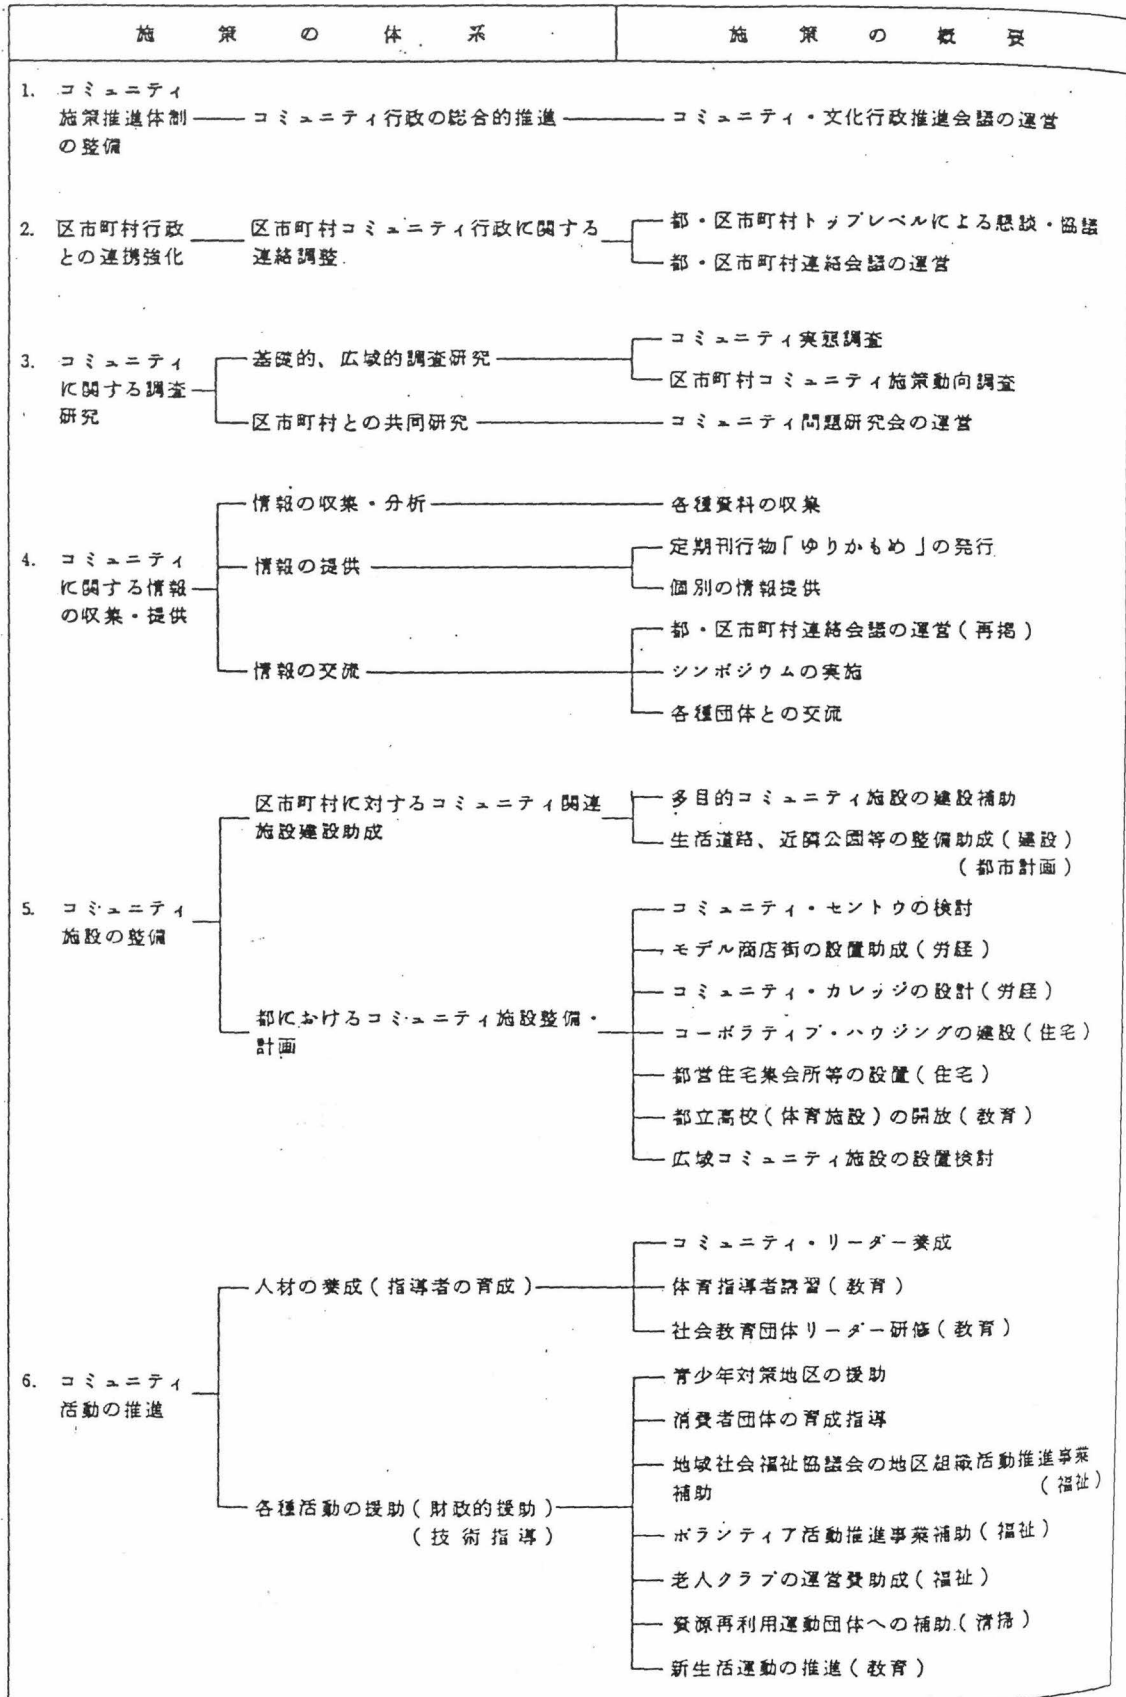 施策の体系
施策の概要
1. コミュニティ
施策推進体制
の整備
コミュニティ行政の総合的推進
コミュニティ・文化行政推進会議の運営
2. 区市町村行政
との連携強化
区市町村コミュニティ行政に関する
連絡調整
都・区市町村トップレベルによる懇談・協議
都・区市町村連絡会議の運営
3. コミュニティ
に関する調査
研究
基礎的、広域的調査研究
コミュニティ実態調査
区市町村コミュニティ施策動向調査
区市町村との共同研究
コミュニティ問題研究会の運営
4. コミュニティ
に関する情報
の収集・提供
情報の収集・分析
各種資料の収集
情報の提供
定期刊行物「ゆりかもめ」の発行
個別の情報提供
情報の交流
都・区市町村連絡会議の運営(再掲)
シンポジウムの実施
各種団体との交流
5. コミュニティ
施設の整備
区市町村に対するコミュニティ関連
施設建設助成
多目的コミュニティ施設の建設補助
生活道路、近隣公園等の整備助成(建設)
(都市計画)
都におけるコミュニティ施設整備・
計画
コミュニティ・セントウの検討
モデル商店街の設置助成(労経)
コミュニティ・カレッジの設計(労経)
コーポラティブ・ハウジングの建設(住宅)
都営住宅集会所等の設置(住宅)
都立高校(体育施設)の開放(教育)
広域コミュニティ施設の設置検討
6. コミュニティ
活動の推進
人材の養成(指導者の育成)
コミュニティ・リーダー養成
体育指導者講習(教育)
社会教育団体リーダー研修(教育)
各種活動の援助(財政的援助)
(技術指導)
青少年対策地区の援助
消費者団体の育成指導
地域社会福祉協議会の地区組織活動推進事業
補助 (福祉)
ボランティア活動推進事業補助(福祉)
老人クラブの運営費助成(福祉)
資源再利用運動団体への補助(清掃)
新生活運動の推進(教育)